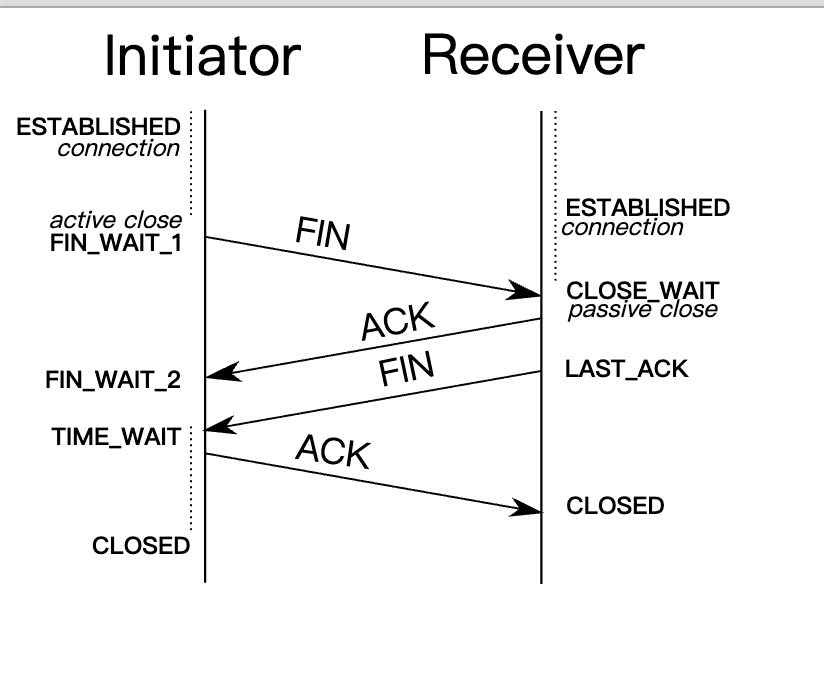 Initiator
Receiver
ESTABLISHED
connection
active close
FIN_WAIT_1
FIN
ESTABLISHED
connection
CLOSE_WAIT
passive close
ACK
FIN_WAIT_2
FIN
LAST_ACK
TIME_WAIT
ACK
CLOSED
CLOSED